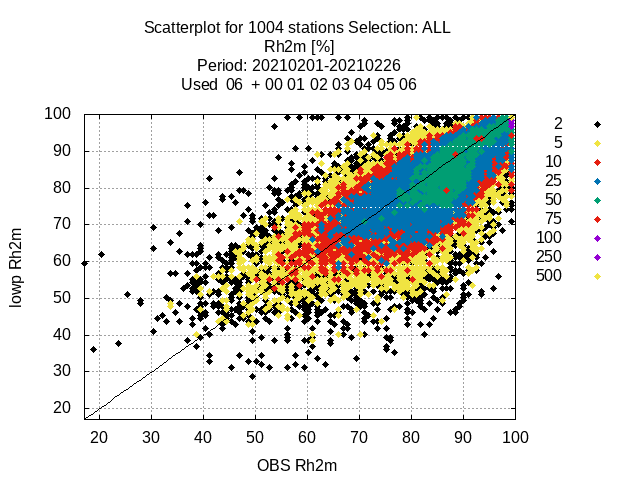 Scatterplot for 1004 stations Selection: ALL
Rh2m [%]
Period: 20210201-20210226
Used  06  + 00 01 02 03 04 05 06
100
90
80
70
60
50
40
30
20
Iowp Rh2m
20 30 40 50 60 70 80 90 100
OBS Rh2m
2
5
10
25
50
75
100
250
500